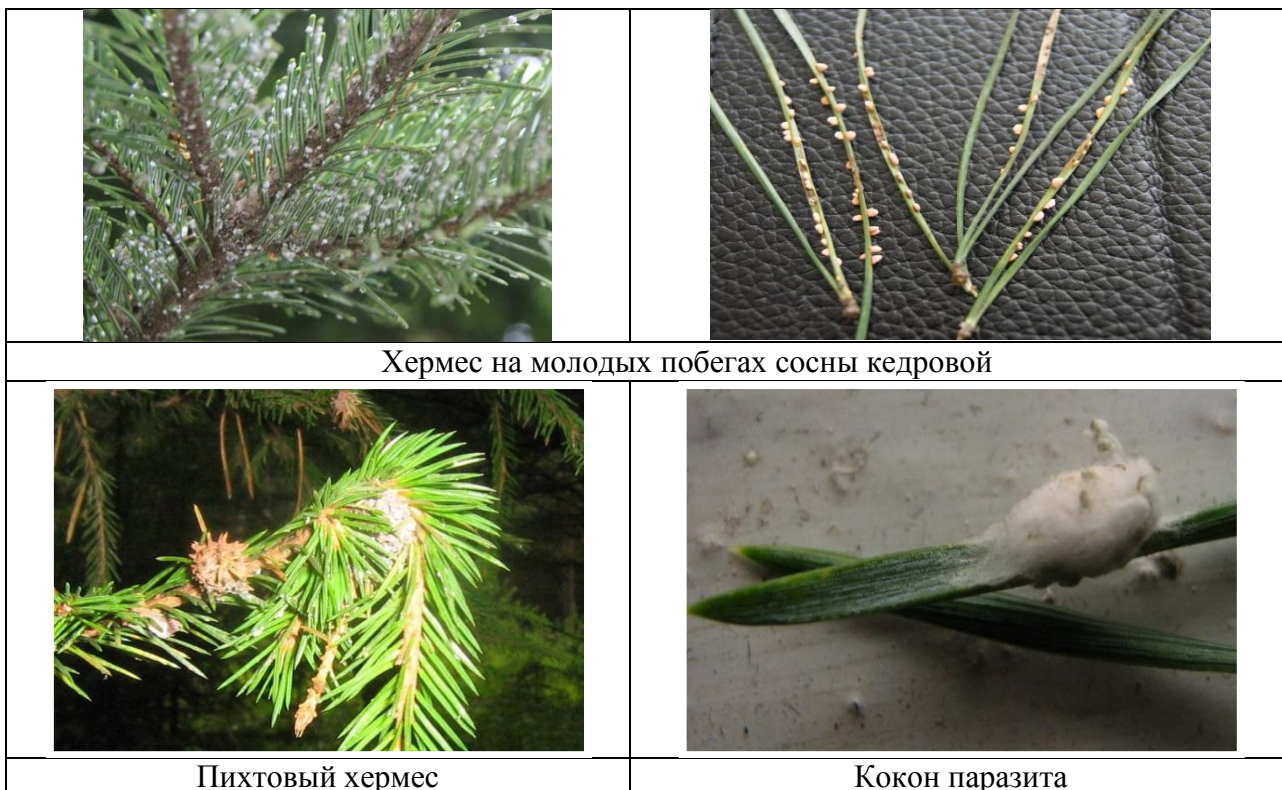 Хермес на молодых побегах сосны кедровой
Пихтовый хермес
Кокон паразита